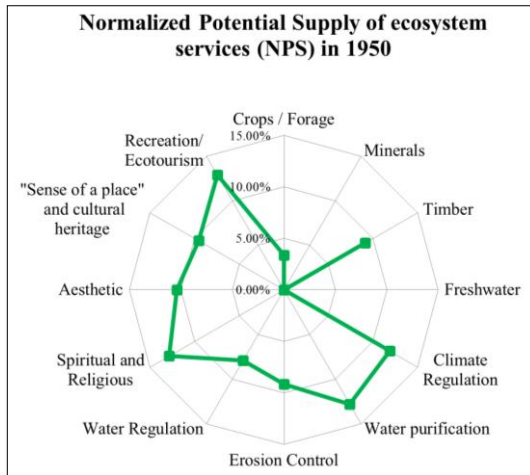 Normalized Potential Supply of ecosystem
services (NPS) in 1950
Crops / Forage
15.00%
10.00%
5.00%
0.00%
Minerals
Timber
Freshwater
Climate
Regulation
Water purification
Erosion Control
Water Regulation
Spiritual and
Religious
Aesthetic
"Sense of a place"
and cultural
heritage
Recreation/
Ecotourism